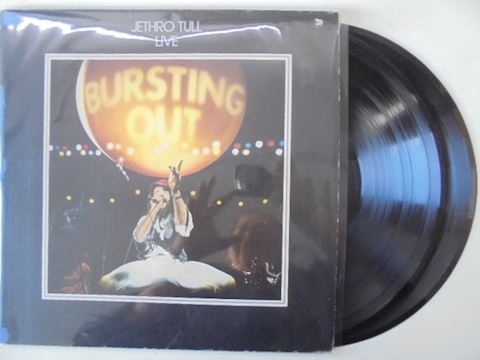 JETHRO TULL
LIVE
BURSTING
OUT